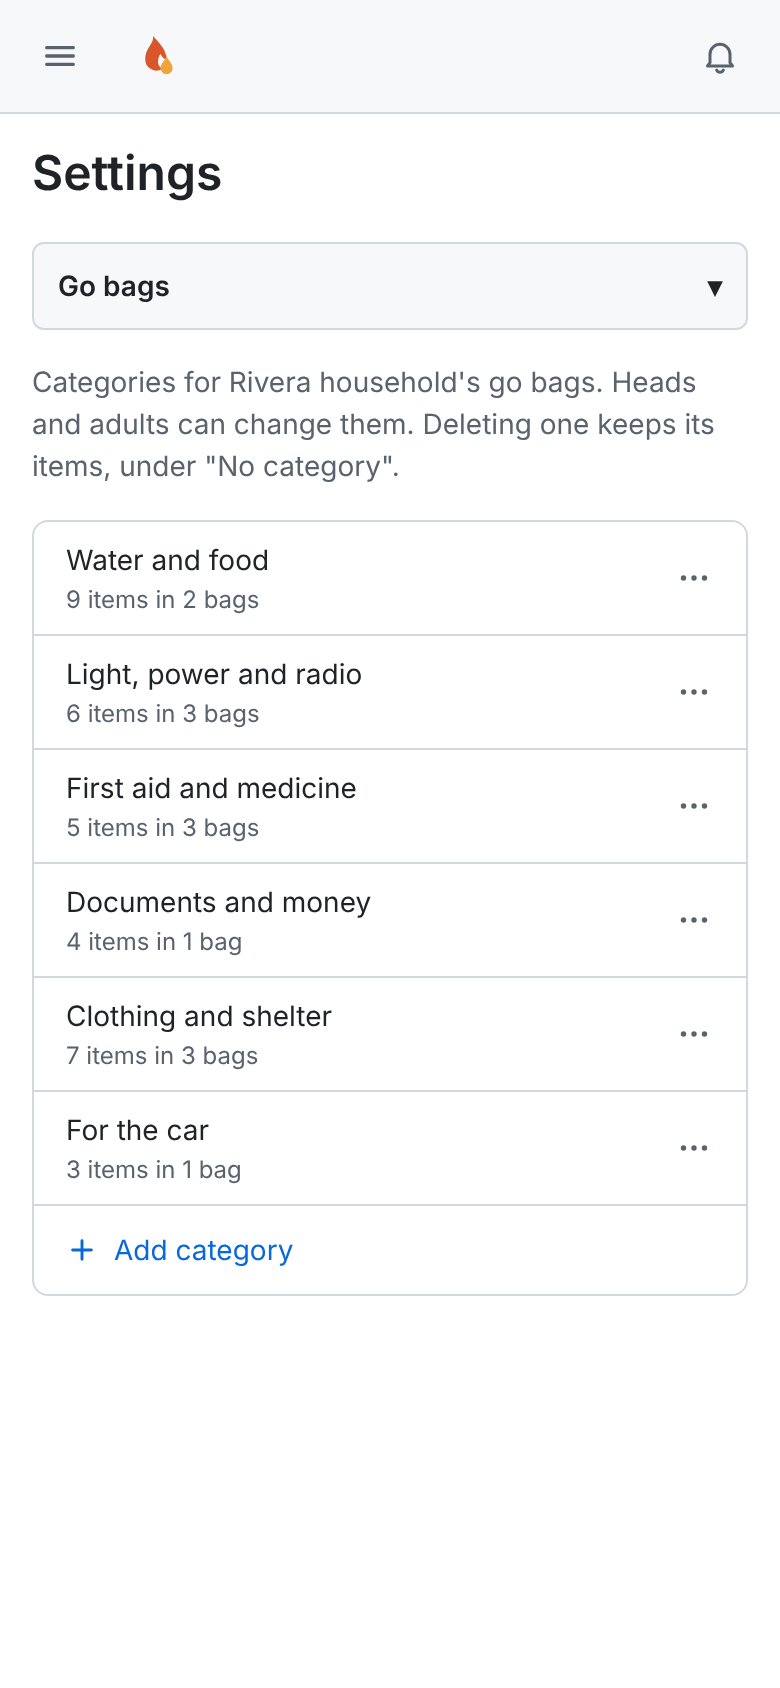 Settings
Go bags
Categories for Rivera household's go bags. Heads
and adults can change them. Deleting one keeps its
items, under "No category".
Water and food
9 items in 2 bags
Light, power and radio
6 items in 3 bags
First aid and medicine
5 items in 3 bags
Documents and money
4 items in 1 bag
Clothing and shelter
7 items in 3 bags
For the car
3 items in 1 bag
Add category